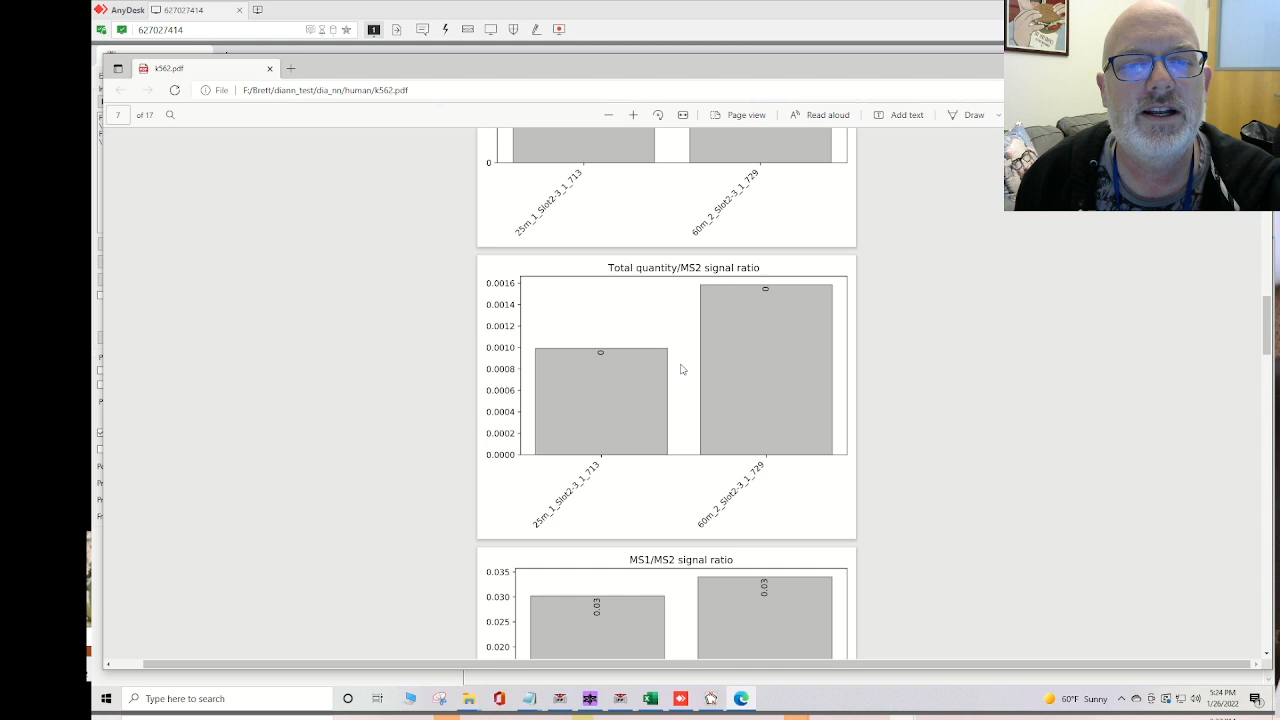 AnyDesk
627027414
627027414
1
k562.pdf
File
F:/Brett/diann_test/dia_nn/human/k562.pdf
7 of 17
Page view
Read aloud
Add text
Draw
0
25m_1_Slot2-3_1_713
60m_2_Slot2-3_1_729
Total quantity/MS2 signal ratio
0.0016
0.0014
0.0012
0.0010
0.0008
0.0006
0.0004
0.0002
0.0000
0
0
25m_1_Slot2-3_1_713
60m_2_Slot2-3_1_729
MS1/MS2 signal ratio
0.035
0.030
0.025
0.020
0.03
0.03
Type here to search
60°F Sunny
5:24 PM
1/26/2022